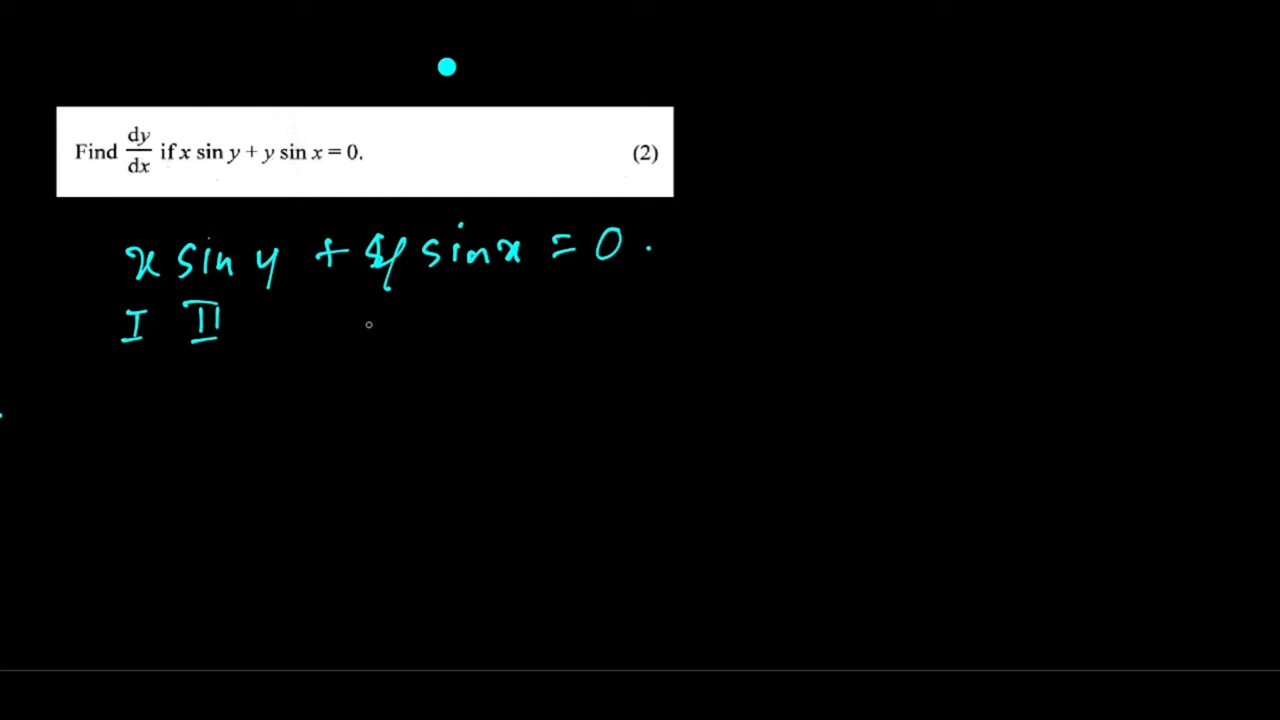 Find dy/dx if x sin y + y sin x = 0. (2)
x sin y + y sin x = 0.
I II